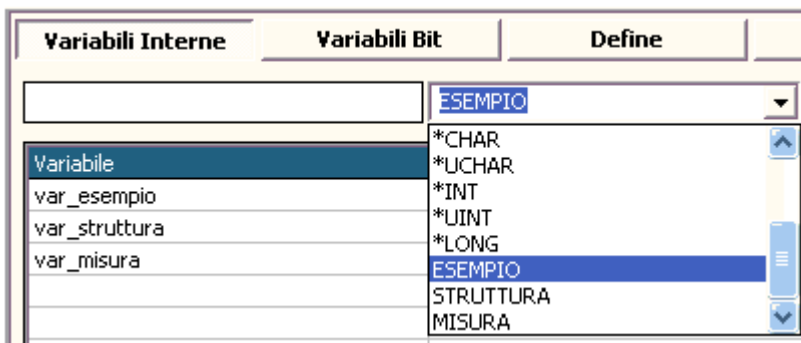 Variabili Interne Variabili Bit Define
ESEMPIO
*CHAR
*UCHAR
*INT
*UINT
*LONG
ESEMPIO
STRUTTURA
MISURA
Variabile
var_esempio
var_struttura
var_misura